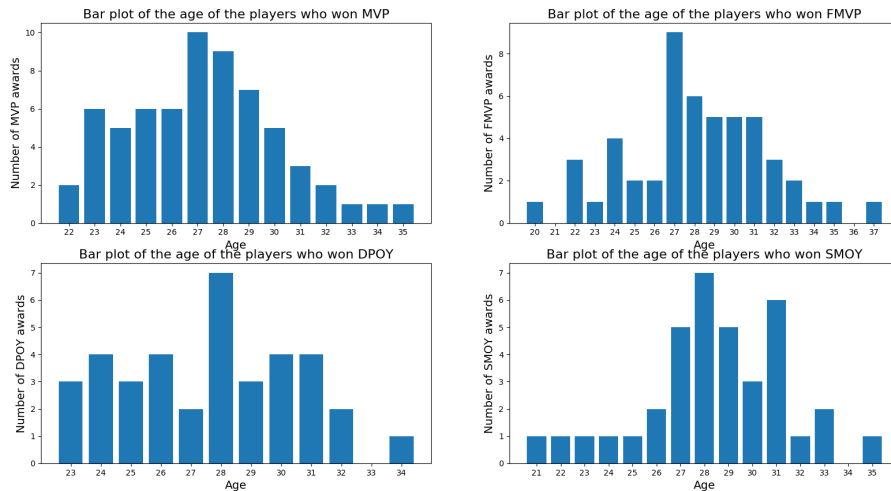 Bar plot of the age of the players who won MVP
Number of MVP awards
10
8
6
4
2
0
22 23 24 25 26 27 28 29 30 31 32 33 34 35
Age
Bar plot of the age of the players who won FMVP
Number of FMVP awards
8
6
4
2
0
20 21 22 23 24 25 26 27 28 29 30 31 32 33 34 35 36 37
Age
Bar plot of the age of the players who won DPOY
Number of DPOY awards
7
6
5
4
3
2
1
0
23 24 25 26 27 28 29 30 31 32 33 34
Age
Bar plot of the age of the players who won SMOY
Number of SMOY awards
7
6
5
4
3
2
1
0
21 22 23 24 25 26 27 28 29 30 31 32 33 34 35
Age